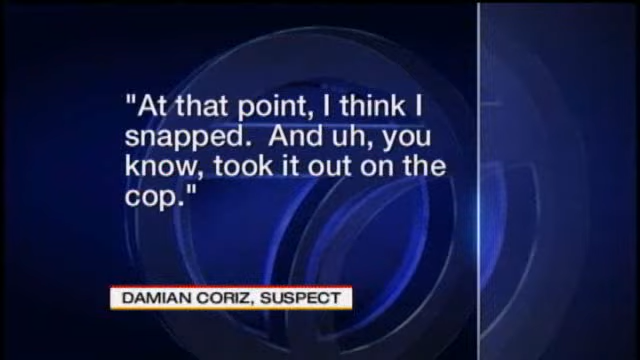 "At that point, I think I
snapped.  And uh, you
know, took it out on the
cop."
DAMIAN CORIZ, SUSPECT